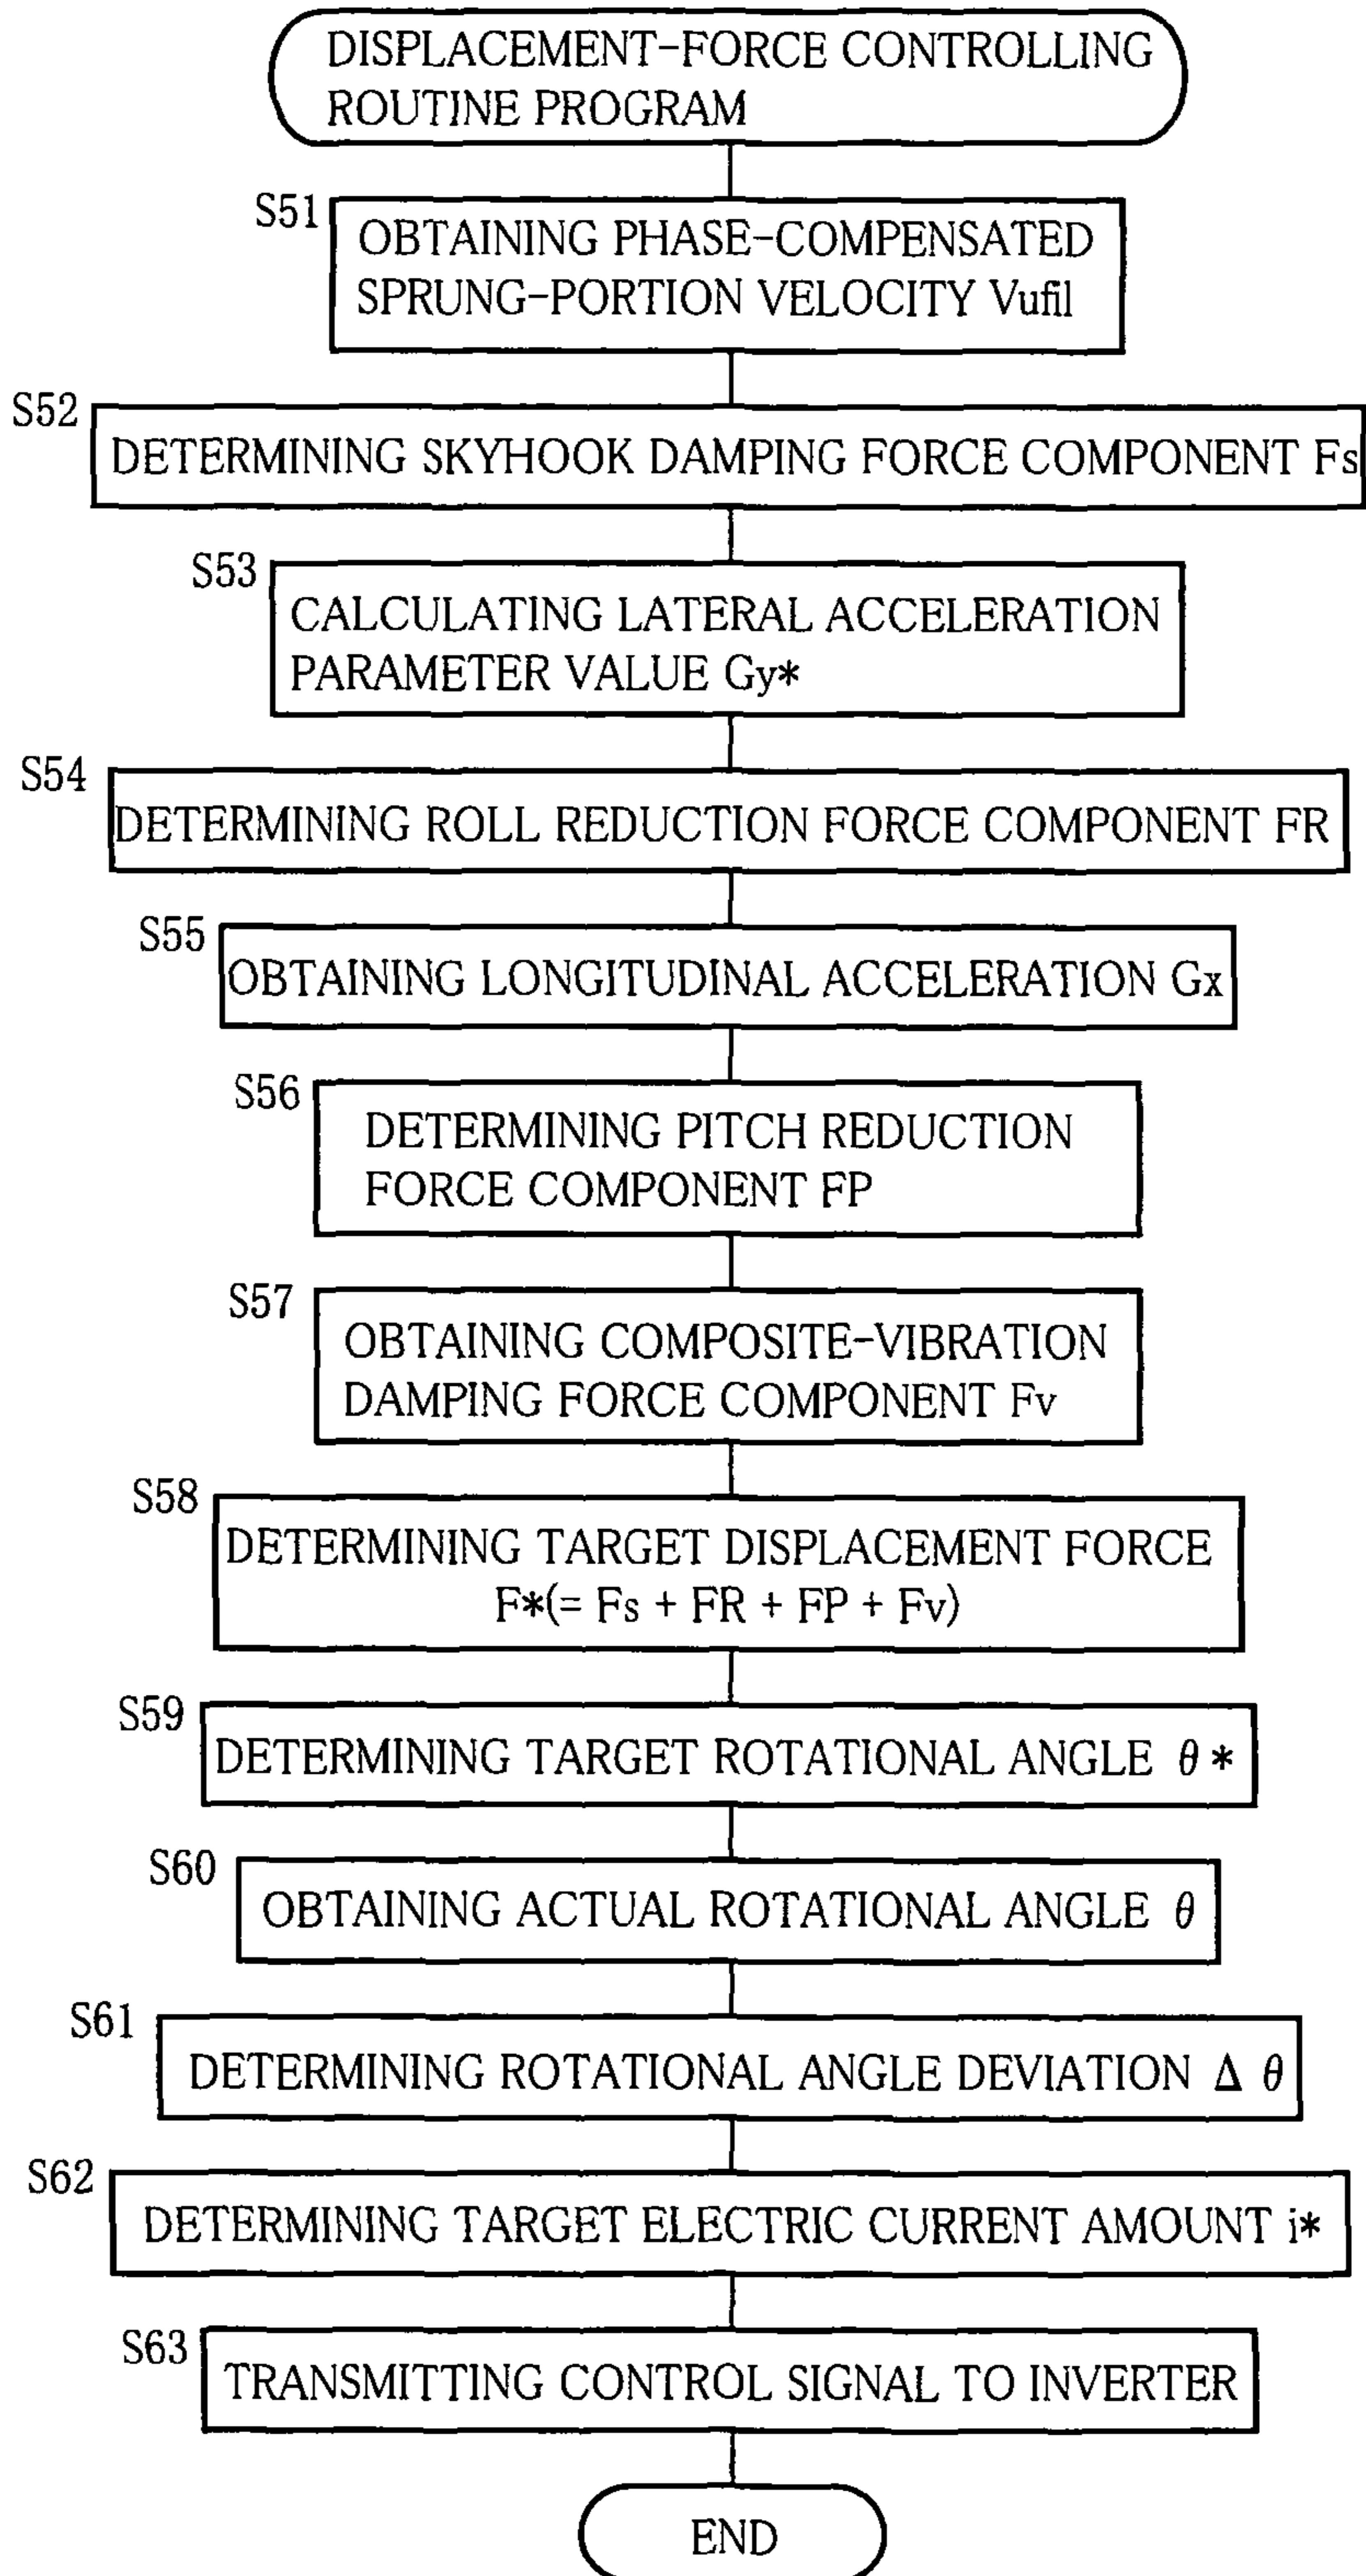 DISPLACEMENT-FORCE CONTROLLING
ROUTINE PROGRAM
S51
OBTAINING PHASE-COMPENSATED
SPRUNG-PORTION VELOCITY Vufil
S52
DETERMINING SKYHOOK DAMPING FORCE COMPONENT Fs
S53
CALCULATING LATERAL ACCELERATION
PARAMETER VALUE Gy*
S54
DETERMINING ROLL REDUCTION FORCE COMPONENT FR
S55
OBTAINING LONGITUDINAL ACCELERATION Gx
S56
DETERMINING PITCH REDUCTION
FORCE COMPONENT FP
S57
OBTAINING COMPOSITE-VIBRATION
DAMPING FORCE COMPONENT Fv
S58
DETERMINING TARGET DISPLACEMENT FORCE
F*(= Fs + FR + FP + Fv)
S59
DETERMINING TARGET ROTATIONAL ANGLE θ*
S60
OBTAINING ACTUAL ROTATIONAL ANGLE θ
S61
DETERMINING ROTATIONAL ANGLE DEVIATION Δ θ
S62
DETERMINING TARGET ELECTRIC CURRENT AMOUNT i*
S63
TRANSMITTING CONTROL SIGNAL TO INVERTER
END